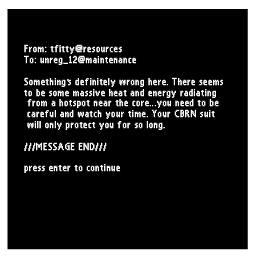 From: tfitty@resources
To: unreg_12@maintenance
Something's definitely wrong here. There seems
to be some massive heat and energy radiating
from a hotspot near the core...you need to be
careful and watch your time. Your CBRN suit
will only protect you for so long.
///MESSAGE END///
press enter to continue